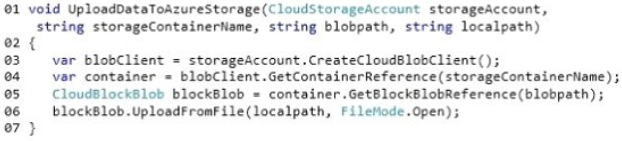 01 void UploadDataToAzureStorage(CloudStorageAccount storageAccount,
string storageContainerName, string blobpath, string localpath)
02 {
03 var blobClient = storageAccount.CreateCloudBlobClient();
04 var container = blobClient.GetContainerReference(storageContainerName);
05 CloudBlockBlob blockBlob = container.GetBlockBlobReference(blobpath);
06 blockBlob.UploadFromFile(localpath, FileMode.Open);
07 }